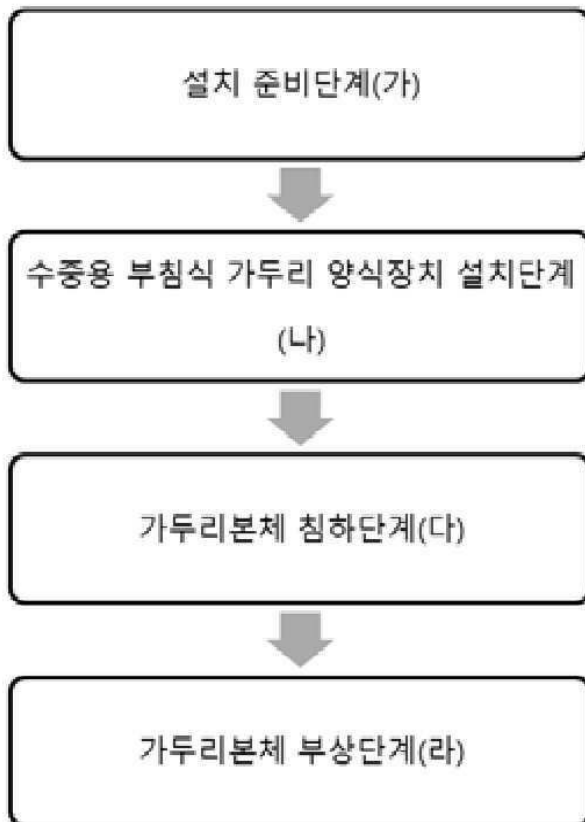 설치 준비단계(가)
수중용 부침식 가두리 양식장치 설치단계
(나)
가두리본체 침하단계(다)
가두리본체 부상단계(라)